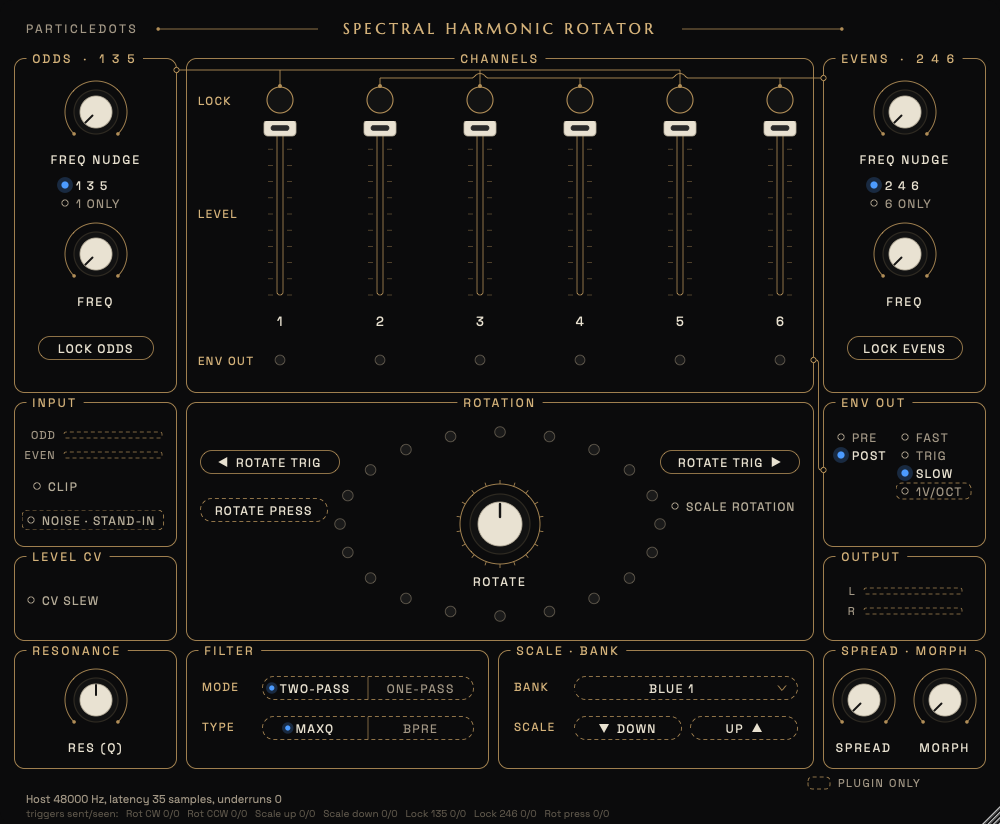 PARTICLEDOTS
SPECTRAL HARMONIC ROTATOR
ODDS · 1 3 5
CHANNELS
EVENS · 2 4 6
LOCK
FREQ NUDGE
FREQ NUDGE
1 3 5
1 ONLY
2 4 6
6 ONLY
LEVEL
FREQ
FREQ
1 2 3 4 5 6
LOCK ODDS
LOCK EVENS
ENV OUT
INPUT
ROTATION
ENV OUT
ODD
EVEN
CLIP
NOISE · STAND-IN
◀ ROTATE TRIG
ROTATE TRIG ▶
ROTATE PRESS
SCALE ROTATION
ROTATE
PRE FAST
POST TRIG
SLOW
1V/OCT
LEVEL CV
CV SLEW
OUTPUT
L
R
RESONANCE
RES (Q)
FILTER
MODE TWO-PASS ONE-PASS
TYPE MAXQ BPRE
SCALE · BANK
BANK BLUE 1
SCALE ▼ DOWN UP ▲
SPREAD · MORPH
SPREAD MORPH
PLUGIN ONLY
Host 48000 Hz, latency 35 samples, underruns 0
triggers sent/seen: Rot CW 0/0 Rot CCW 0/0 Scale up 0/0 Scale down 0/0 Lock 135 0/0 Lock 246 0/0 Rot press 0/0